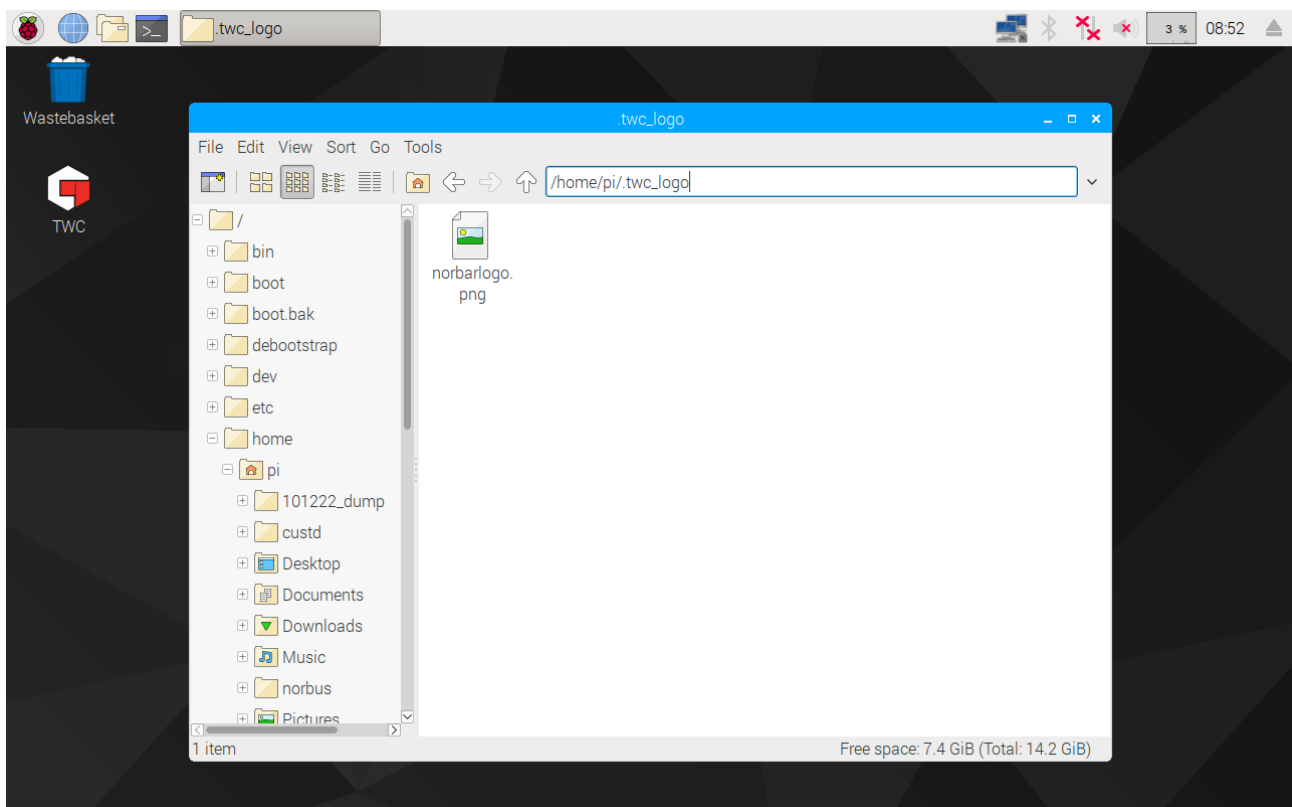 .twc_logo
3 %
08:52
Wastebasket
TWC
.twc_logo
File Edit View Sort Go Tools
/home/pi/.twc_logo
/
bin
boot
boot.bak
debootstrap
dev
etc
home
pi
101222_dump
custd
Desktop
Documents
Downloads
Music
norbus
Pictures
norbarlogo.
png
1 item
Free space: 7.4 GiB (Total: 14.2 GiB)